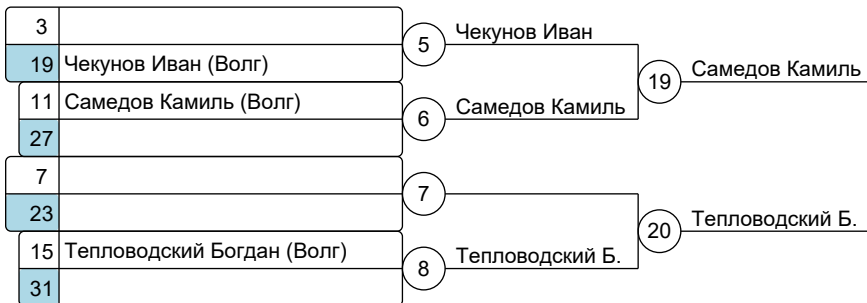 3
5
Чекунов Иван
19 Чекунов Иван (Волг)
19
Самедов Камиль
11 Самедов Камиль (Волг)
6
Самедов Камиль
27
7
7
23
20
Тепловодский Б.
15 Тепловодский Богдан (Волг)
8
Тепловодский Б.
31